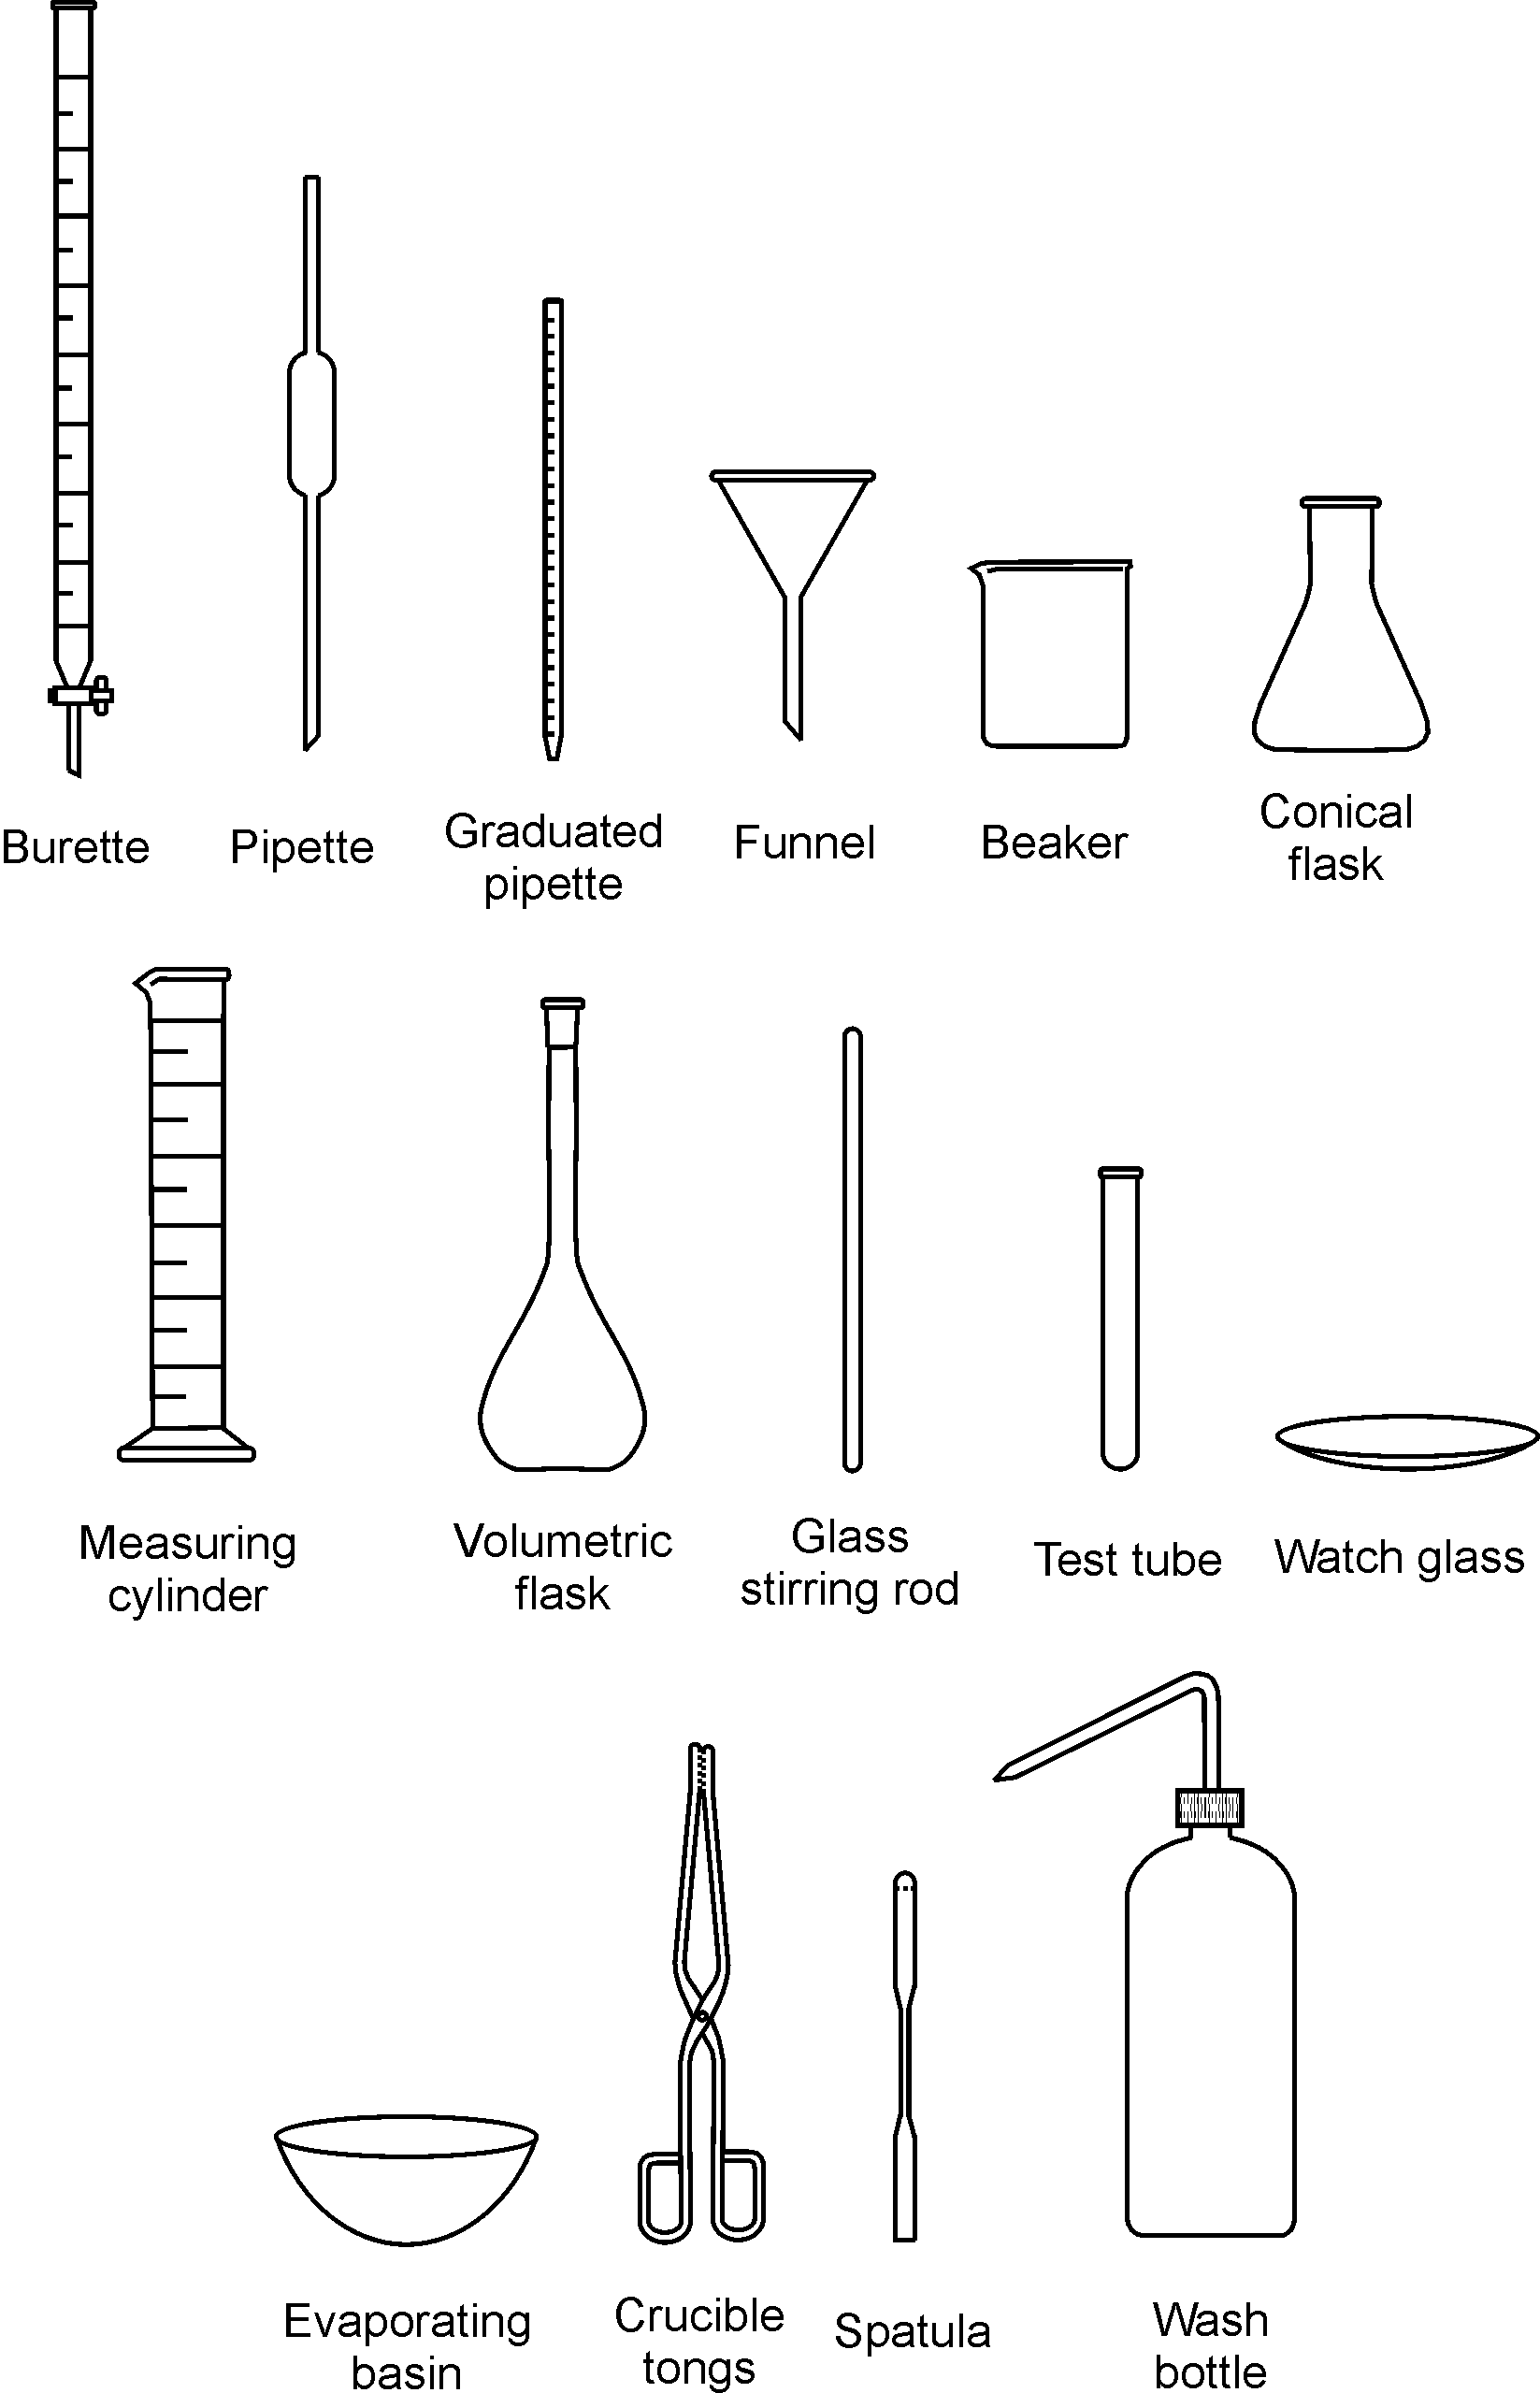 Burette
Pipette
Graduated
pipette
Funnel
Beaker
Conical
flask
Measuring
cylinder
Volumetric
flask
Glass
stirring rod
Test tube
Watch glass
Evaporating
basin
Crucible
tongs
Spatula
Wash
bottle